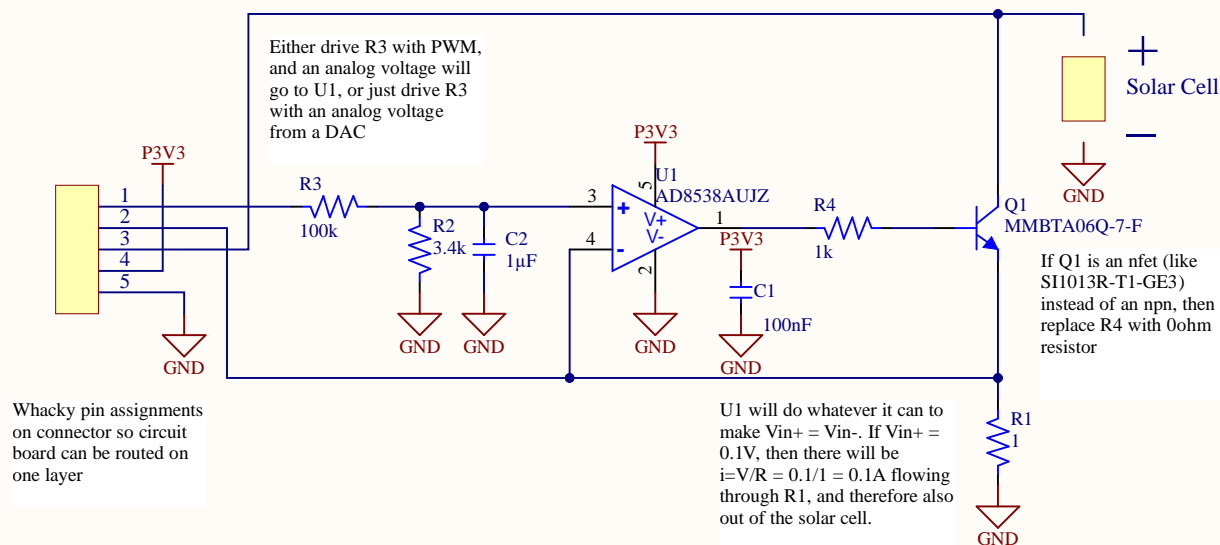 Either drive R3 with PWM,
and an analog voltage will
go to U1, or just drive R3
with an analog voltage
from a DAC
+
Solar Cell
−
GND
P3V3
1
2
3
4
5
GND
R3
100k
R2
3.4k
GND
C2
1µF
GND
P3V3
U1
AD8538AUJZ
3
4
5
2
1
+
-
V+
V-
GND
P3V3
C1
100nF
GND
R4
1k
Q1
MMBTA06Q-7-F
If Q1 is an nfet (like
SI1013R-T1-GE3)
instead of an npn, then
replace R4 with 0ohm
resistor
Whacky pin assignments
on connector so circuit
board can be routed on
one layer
U1 will do whatever it can to
make Vin+ = Vin-. If Vin+ =
0.1V, then there will be
i=V/R = 0.1/1 = 0.1A flowing
through R1, and therefore also
out of the solar cell.
R1
1
GND